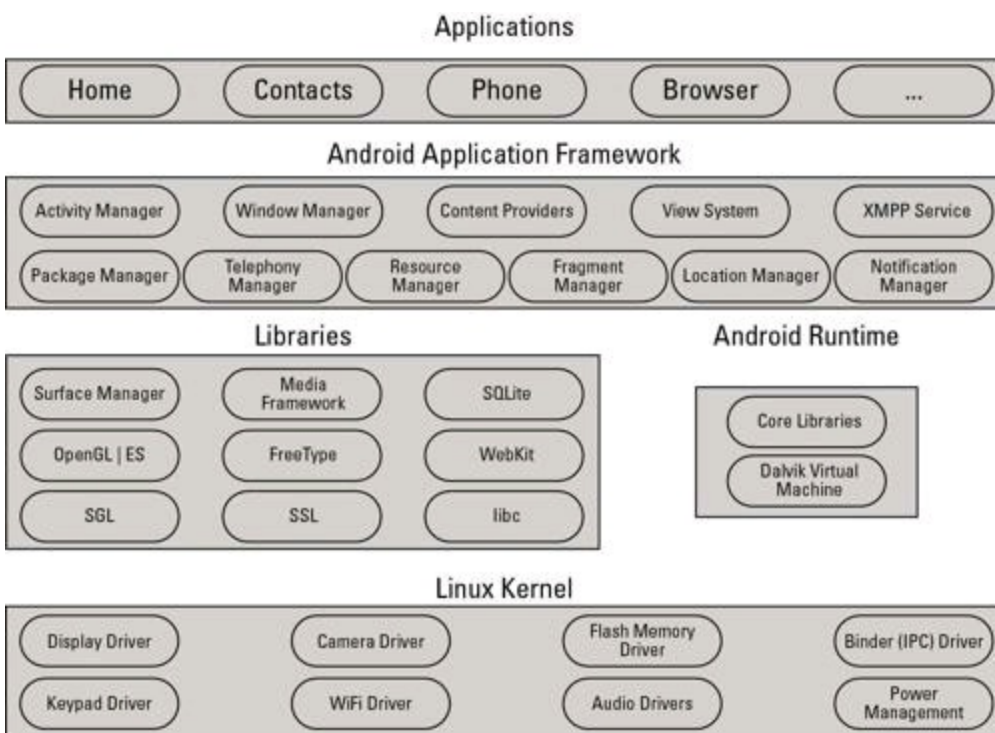 Applications
Home Contacts Phone Browser ...
Android Application Framework
Activity Manager Window Manager Content Providers View System XMPP Service
Package Manager Telephony Manager Resource Manager Fragment Manager Location Manager Notification Manager
Libraries
Surface Manager Media Framework SQLite
OpenGL | ES FreeType WebKit
SGL SSL libc
Android Runtime
Core Libraries
Dalvik Virtual
Machine
Linux Kernel
Display Driver Camera Driver Flash Memory Driver Binder (IPC) Driver
Keypad Driver WiFi Driver Audio Drivers Power Management